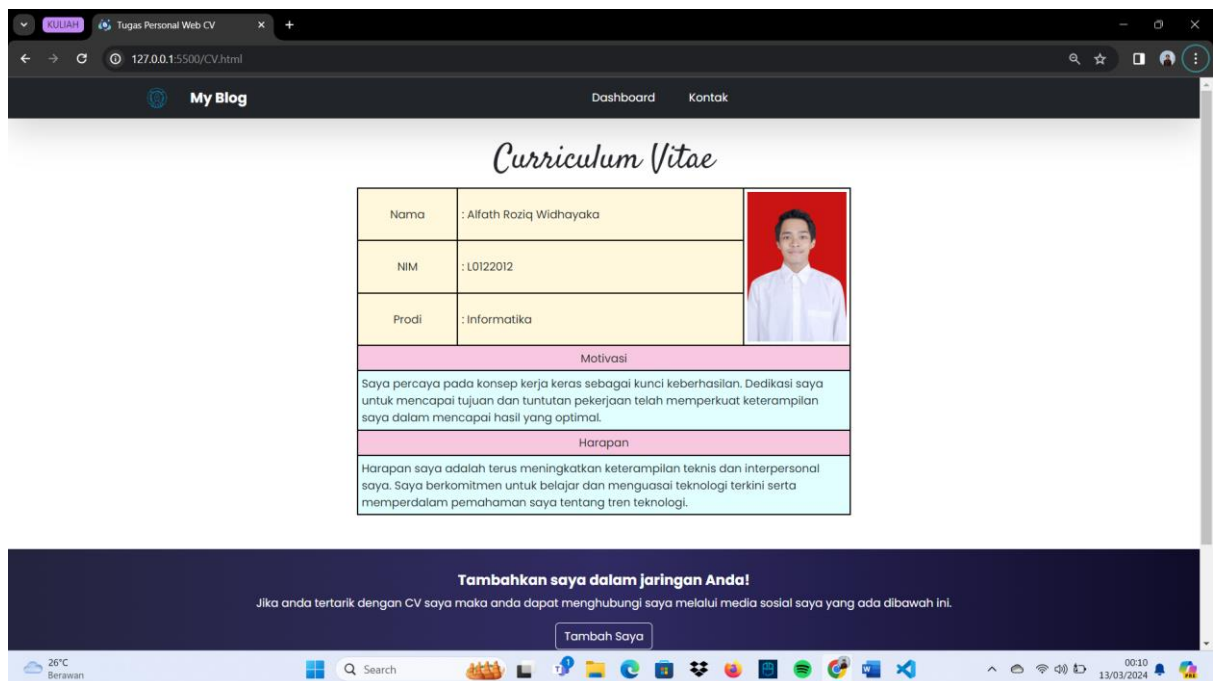 KULIAH
Tugas Personal Web CV
127.0.0.1:5500/CV.html
My Blog
Dashboard
Kontak
Curriculum Vitae
Nama
: Alfath Roziq Widhayaka
NIM
: L0122012
Prodi
: Informatika
Motivasi
Saya percaya pada konsep kerja keras sebagai kunci keberhasilan. Dedikasi saya
untuk mencapai tujuan dan tuntutan pekerjaan telah memperkuat keterampilan
saya dalam mencapai hasil yang optimal.
Harapan
Harapan saya adalah terus meningkatkan keterampilan teknis dan interpersonal
saya. Saya berkomitmen untuk belajar dan menguasai teknologi terkini serta
memperdalam pemahaman saya tentang tren teknologi.
Tambahkan saya dalam jaringan Anda!
Jika anda tertarik dengan CV saya maka anda dapat menghubungi saya melalui media sosial saya yang ada dibawah ini.
Tambah Saya
26°C
Berawan
Search
00:10
13/03/2024